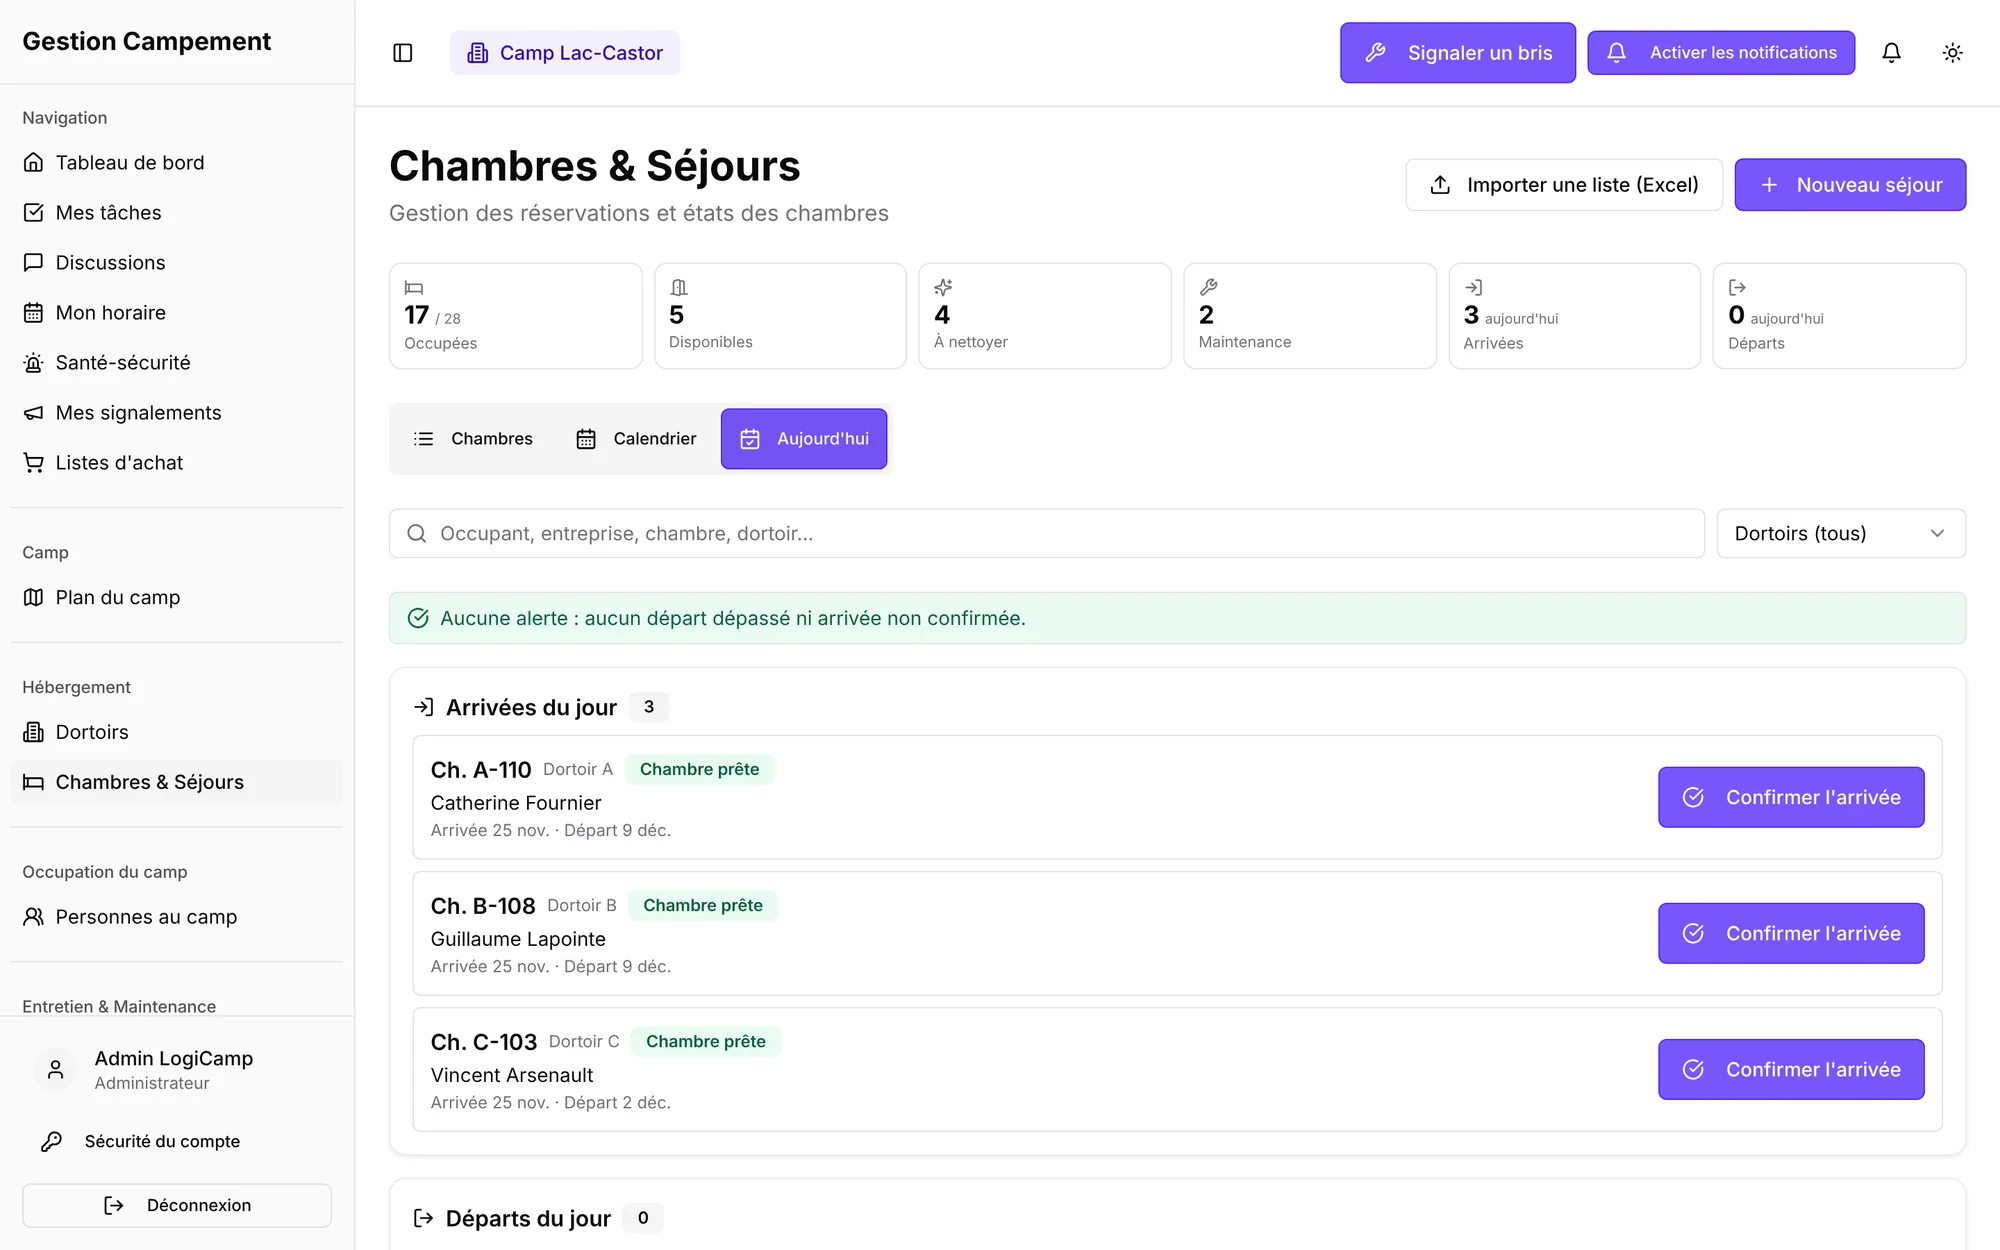 Gestion Campement
Navigation
Tableau de bord
Mes tâches
Discussions
Mon horaire
Santé-sécurité
Mes signalements
Listes d'achat
Camp
Plan du camp
Hébergement
Dortoirs
Chambres & Séjours
Occupation du camp
Personnes au camp
Entretien & Maintenance
Admin LogiCamp
Administrateur
Sécurité du compte
Déconnexion
Camp Lac-Castor
Signaler un bris
Activer les notifications
Chambres & Séjours
Gestion des réservations et états des chambres
Importer une liste (Excel)
Nouveau séjour
17 / 28
Occupées
5
Disponibles
4
À nettoyer
2
Maintenance
3 aujourd'hui
Arrivées
0 aujourd'hui
Départs
Chambres
Calendrier
Aujourd'hui
Occupant, entreprise, chambre, dortoir...
Dortoirs (tous)
Aucune alerte : aucun départ dépassé ni arrivée non confirmée.
Arrivées du jour 3
Ch. A-110 Dortoir A Chambre prête
Catherine Fournier
Arrivée 25 nov. · Départ 9 déc.
Confirmer l'arrivée
Ch. B-108 Dortoir B Chambre prête
Guillaume Lapointe
Arrivée 25 nov. · Départ 9 déc.
Confirmer l'arrivée
Ch. C-103 Dortoir C Chambre prête
Vincent Arsenault
Arrivée 25 nov. · Départ 2 déc.
Confirmer l'arrivée
Départs du jour 0